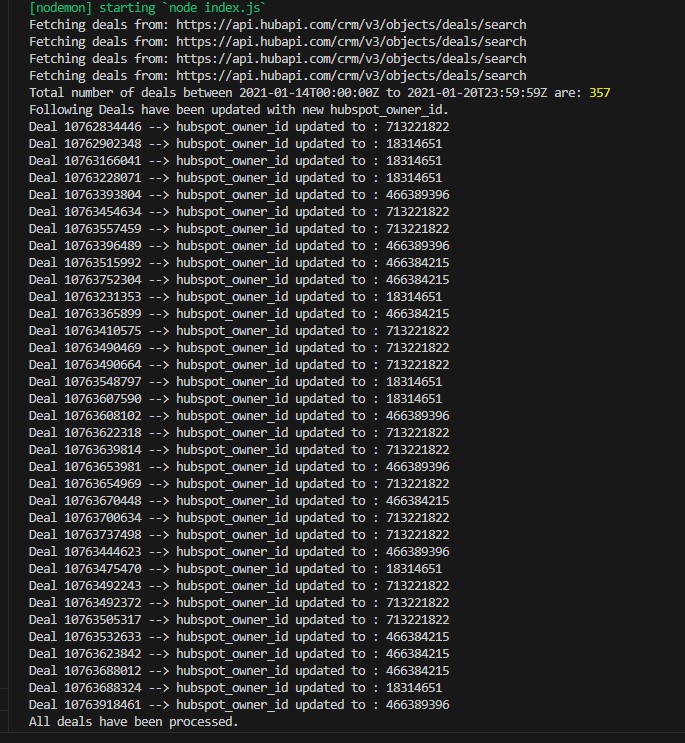 [nodemon] starting `node index.js`
Fetching deals from: https://api.hubapi.com/crm/v3/objects/deals/search
Fetching deals from: https://api.hubapi.com/crm/v3/objects/deals/search
Fetching deals from: https://api.hubapi.com/crm/v3/objects/deals/search
Fetching deals from: https://api.hubapi.com/crm/v3/objects/deals/search
Total number of deals between 2021-01-14T00:00:00Z to 2021-01-20T23:59:59Z are: 357
Following Deals have been updated with new hubspot_owner_id.
Deal 10762834446 --> hubspot_owner_id updated to : 713221822
Deal 10762902348 --> hubspot_owner_id updated to : 18314651
Deal 10763166041 --> hubspot_owner_id updated to : 18314651
Deal 10763228071 --> hubspot_owner_id updated to : 18314651
Deal 10763393804 --> hubspot_owner_id updated to : 466389396
Deal 10763454634 --> hubspot_owner_id updated to : 713221822
Deal 10763557459 --> hubspot_owner_id updated to : 713221822
Deal 10763396489 --> hubspot_owner_id updated to : 466389396
Deal 10763515992 --> hubspot_owner_id updated to : 466384215
Deal 10763752304 --> hubspot_owner_id updated to : 466384215
Deal 10763231353 --> hubspot_owner_id updated to : 18314651
Deal 10763365899 --> hubspot_owner_id updated to : 466384215
Deal 10763410575 --> hubspot_owner_id updated to : 713221822
Deal 10763490469 --> hubspot_owner_id updated to : 713221822
Deal 10763490664 --> hubspot_owner_id updated to : 713221822
Deal 10763548797 --> hubspot_owner_id updated to : 18314651
Deal 10763607590 --> hubspot_owner_id updated to : 18314651
Deal 10763608102 --> hubspot_owner_id updated to : 466389396
Deal 10763622318 --> hubspot_owner_id updated to : 713221822
Deal 10763639814 --> hubspot_owner_id updated to : 713221822
Deal 10763653981 --> hubspot_owner_id updated to : 466389396
Deal 10763654969 --> hubspot_owner_id updated to : 713221822
Deal 10763670448 --> hubspot_owner_id updated to : 466384215
Deal 10763700634 --> hubspot_owner_id updated to : 713221822
Deal 10763737498 --> hubspot_owner_id updated to : 713221822
Deal 10763444623 --> hubspot_owner_id updated to : 466389396
Deal 10763475470 --> hubspot_owner_id updated to : 18314651
Deal 10763492243 --> hubspot_owner_id updated to : 713221822
Deal 10763492372 --> hubspot_owner_id updated to : 713221822
Deal 10763505317 --> hubspot_owner_id updated to : 713221822
Deal 10763532633 --> hubspot_owner_id updated to : 466384215
Deal 10763623842 --> hubspot_owner_id updated to : 466384215
Deal 10763688012 --> hubspot_owner_id updated to : 466384215
Deal 10763688324 --> hubspot_owner_id updated to : 18314651
Deal 10763918461 --> hubspot_owner_id updated to : 466389396
All deals have been processed.